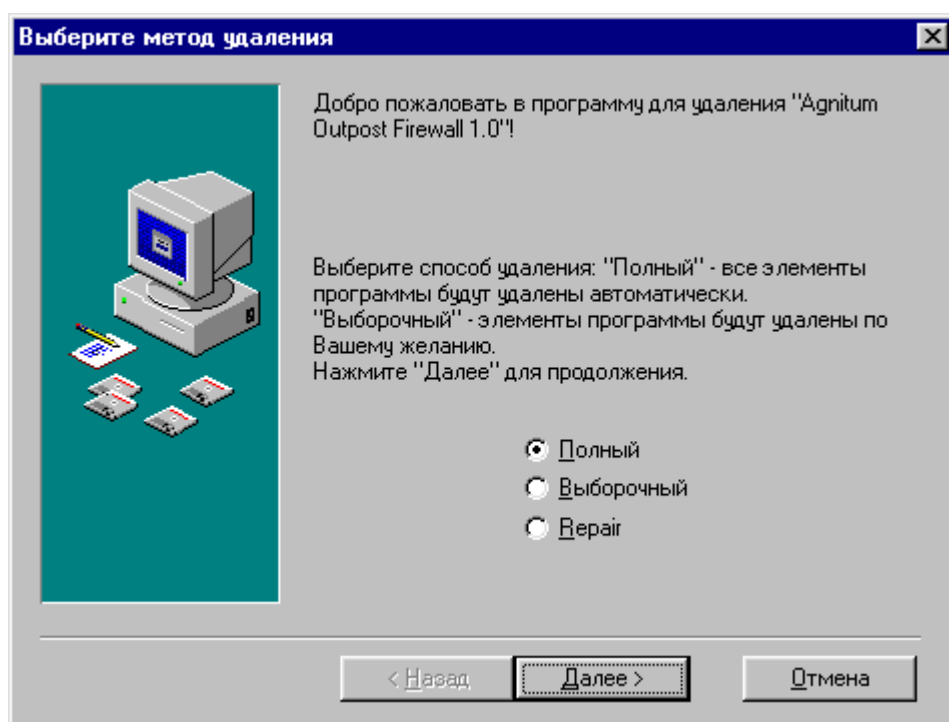 Выберите метод удаления
Добро пожаловать в программу для удаления "Agnitum
Outpost Firewall 1.0"!
Выберите способ удаления: "Полный" - все элементы
программы будут удалены автоматически.
"Выборочный" - элементы программы будут удалены по
Вашему желанию.
Нажмите "Далее" для продолжения.
Полный
Выборочный
Repair
< Назад
Далее >
Отмена